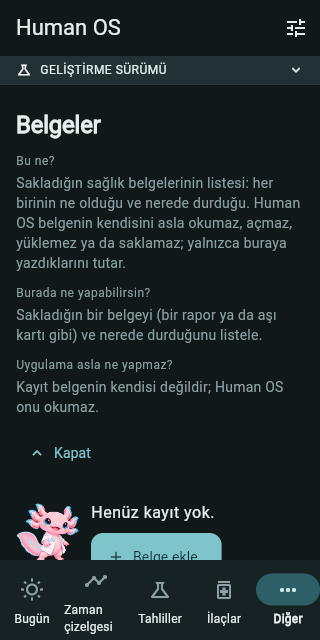 Human OS
GELİŞTİRME SÜRÜMÜ
Belgeler
Bu ne?
Sakladığın sağlık belgelerinin listesi: her
birinin ne olduğu ve nerede durduğu. Human
OS belgenin kendisini asla okumaz, açmaz,
yüklemez ya da saklamaz; yalnızca buraya
yazdıklarını tutar.
Burada ne yapabilirsin?
Sakladığın bir belgeyi (bir rapor ya da aşı
kartı gibi) ve nerede durduğunu listele.
Uygulama asla ne yapmaz?
Kayıt belgenin kendisi değildir; Human OS
onu okumaz.
Kapat
Henüz kayıt yok.
+ Belge ekle
Bugün
Zaman
çizelgesi
Tahliller
İlaçlar
Diğer